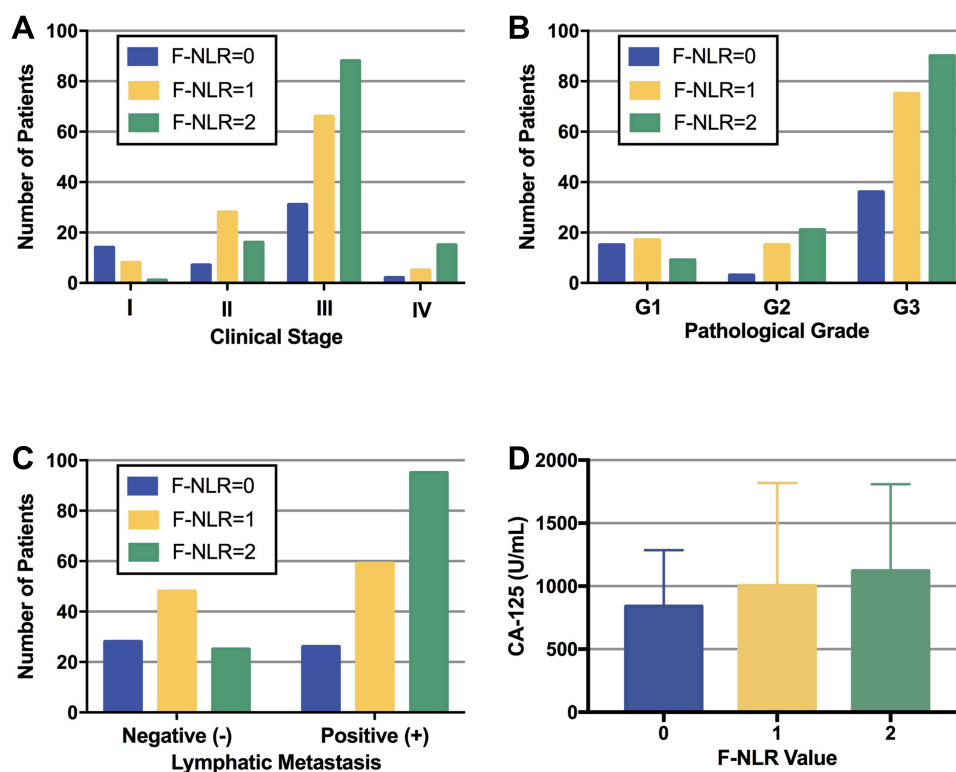 A
Number of Patients
100
80
60
40
20
0
F-NLR=0
F-NLR=1
F-NLR=2
I II III IV
Clinical Stage
B
Number of Patients
100
80
60
40
20
0
F-NLR=0
F-NLR=1
F-NLR=2
G1 G2 G3
Pathological Grade
C
Number of Patients
100
80
60
40
20
0
F-NLR=0
F-NLR=1
F-NLR=2
Negative (-) Positive (+)
Lymphatic Metastasis
D
CA-125 (U/mL)
2000
1500
1000
500
0
0 1 2
F-NLR Value